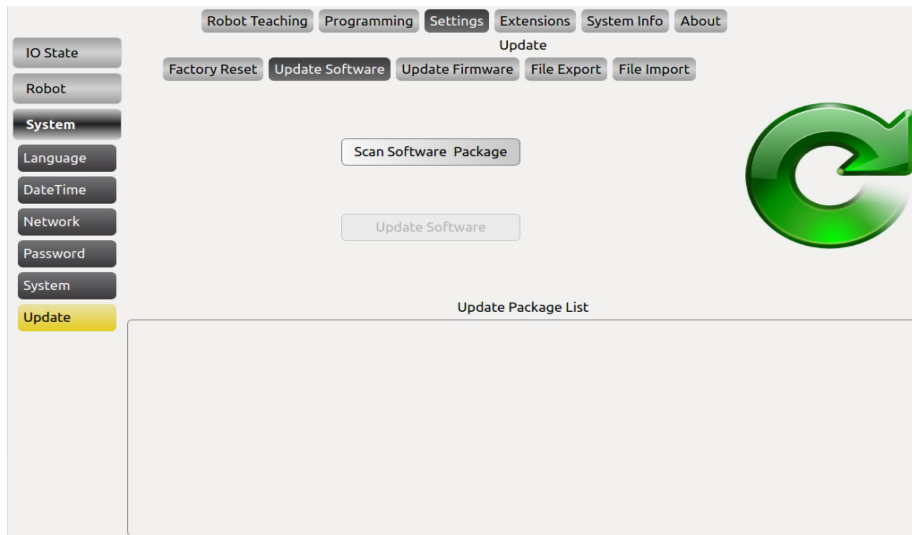 Robot Teaching Programming Settings Extensions System Info About
Update
Factory Reset Update Software Update Firmware File Export File Import
IO State
Robot
System
Language
DateTime
Network
Password
System
Update
Scan Software Package
Update Software
Update Package List